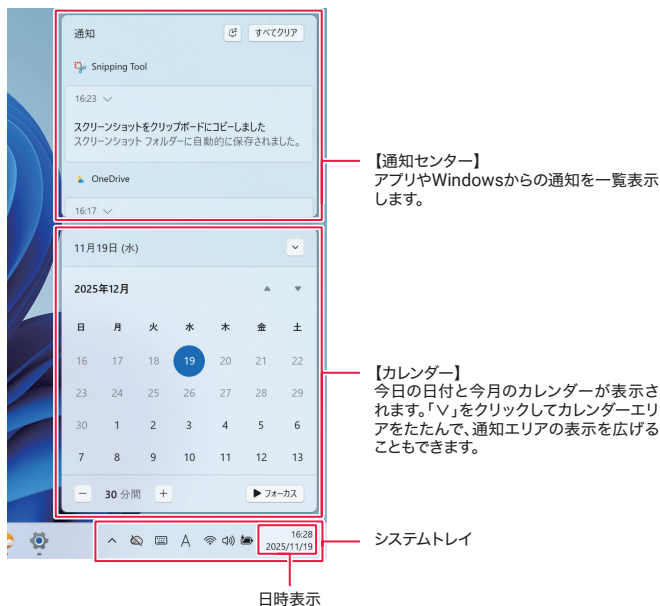 通知
すべてクリア
Snipping Tool
16:23
スクリーンショットをクリップボードにコピーしました
スクリーンショット フォルダーに自動的に保存されました。
OneDrive
16:17
【通知センター】
アプリやWindowsからの通知を一覧表示
します。
11月19日 (水)
2025年12月
日 月 火 水 木 金 土
16 17 18 19 20 21 22
23 24 25 26 27 28 29
30 1 2 3 4 5 6
7 8 9 10 11 12 13
30 分間
フォーカス
【カレンダー】
今日の日付と今月のカレンダーが表示さ
れます。「∨」をクリックしてカレンダーエリ
アをたたんで、通知エリアの表示を広げる
こともできます。
A
16:28
2025/11/19
システムトレイ
日時表示